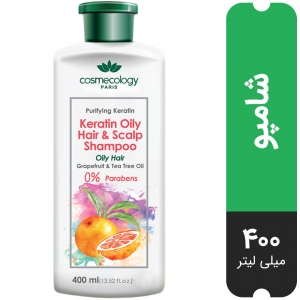 cosmecology
PARIS
Purifying Keratin
Keratin Oily
Hair & Scalp
Shampoo
Oily Hair
Grapefruit & Tea Tree Oil
0% Parabens
400 ml (13.52 fl.oz.)
شامپو
۴۰۰
میلی لیتر